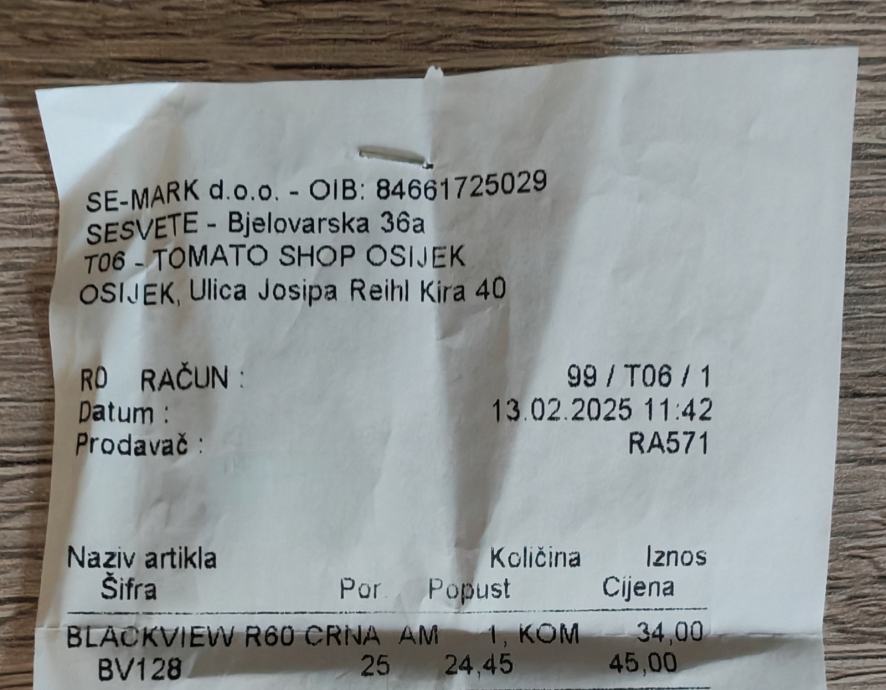 SE-MARK d.o.o. - OIB: 84661725029
SESVETE - Bjelovarska 36a
T06 - TOMATO SHOP OSIJEK
OSIJEK, Ulica Josipa Reihl Kira 40
RO RAČUN : 99 / T06 / 1
Datum : 13.02.2025 11:42
Prodavač : RA571
Naziv artikla Količina Iznos
Šifra Por. Popust Cijena
BLACKVIEW R60 CRNA AM 1, KOM 34,00
BV128 25 24,45 45,00